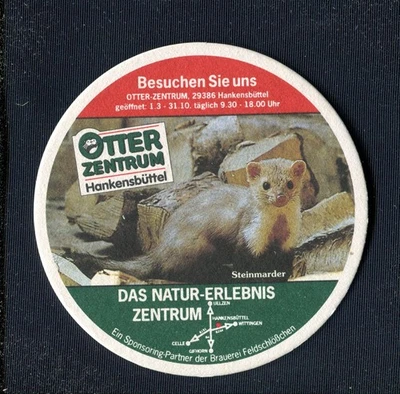 Besuchen Sie uns
OTTER-ZENTRUM, 29386 Hankensbüttel
geöffnet: 1.3 - 31.10. täglich 9.30 - 18.00 Uhr
OTTER
ZENTRUM
Hankensbüttel
Steinmarder
DAS NATUR-ERLEBNIS
ZENTRUM
UELZEN
HANKENSBÜTTEL
WITTINGEN
CELLE
GIFHORN
Ein Sponsoring-Partner der Brauerei Feldschlößchen